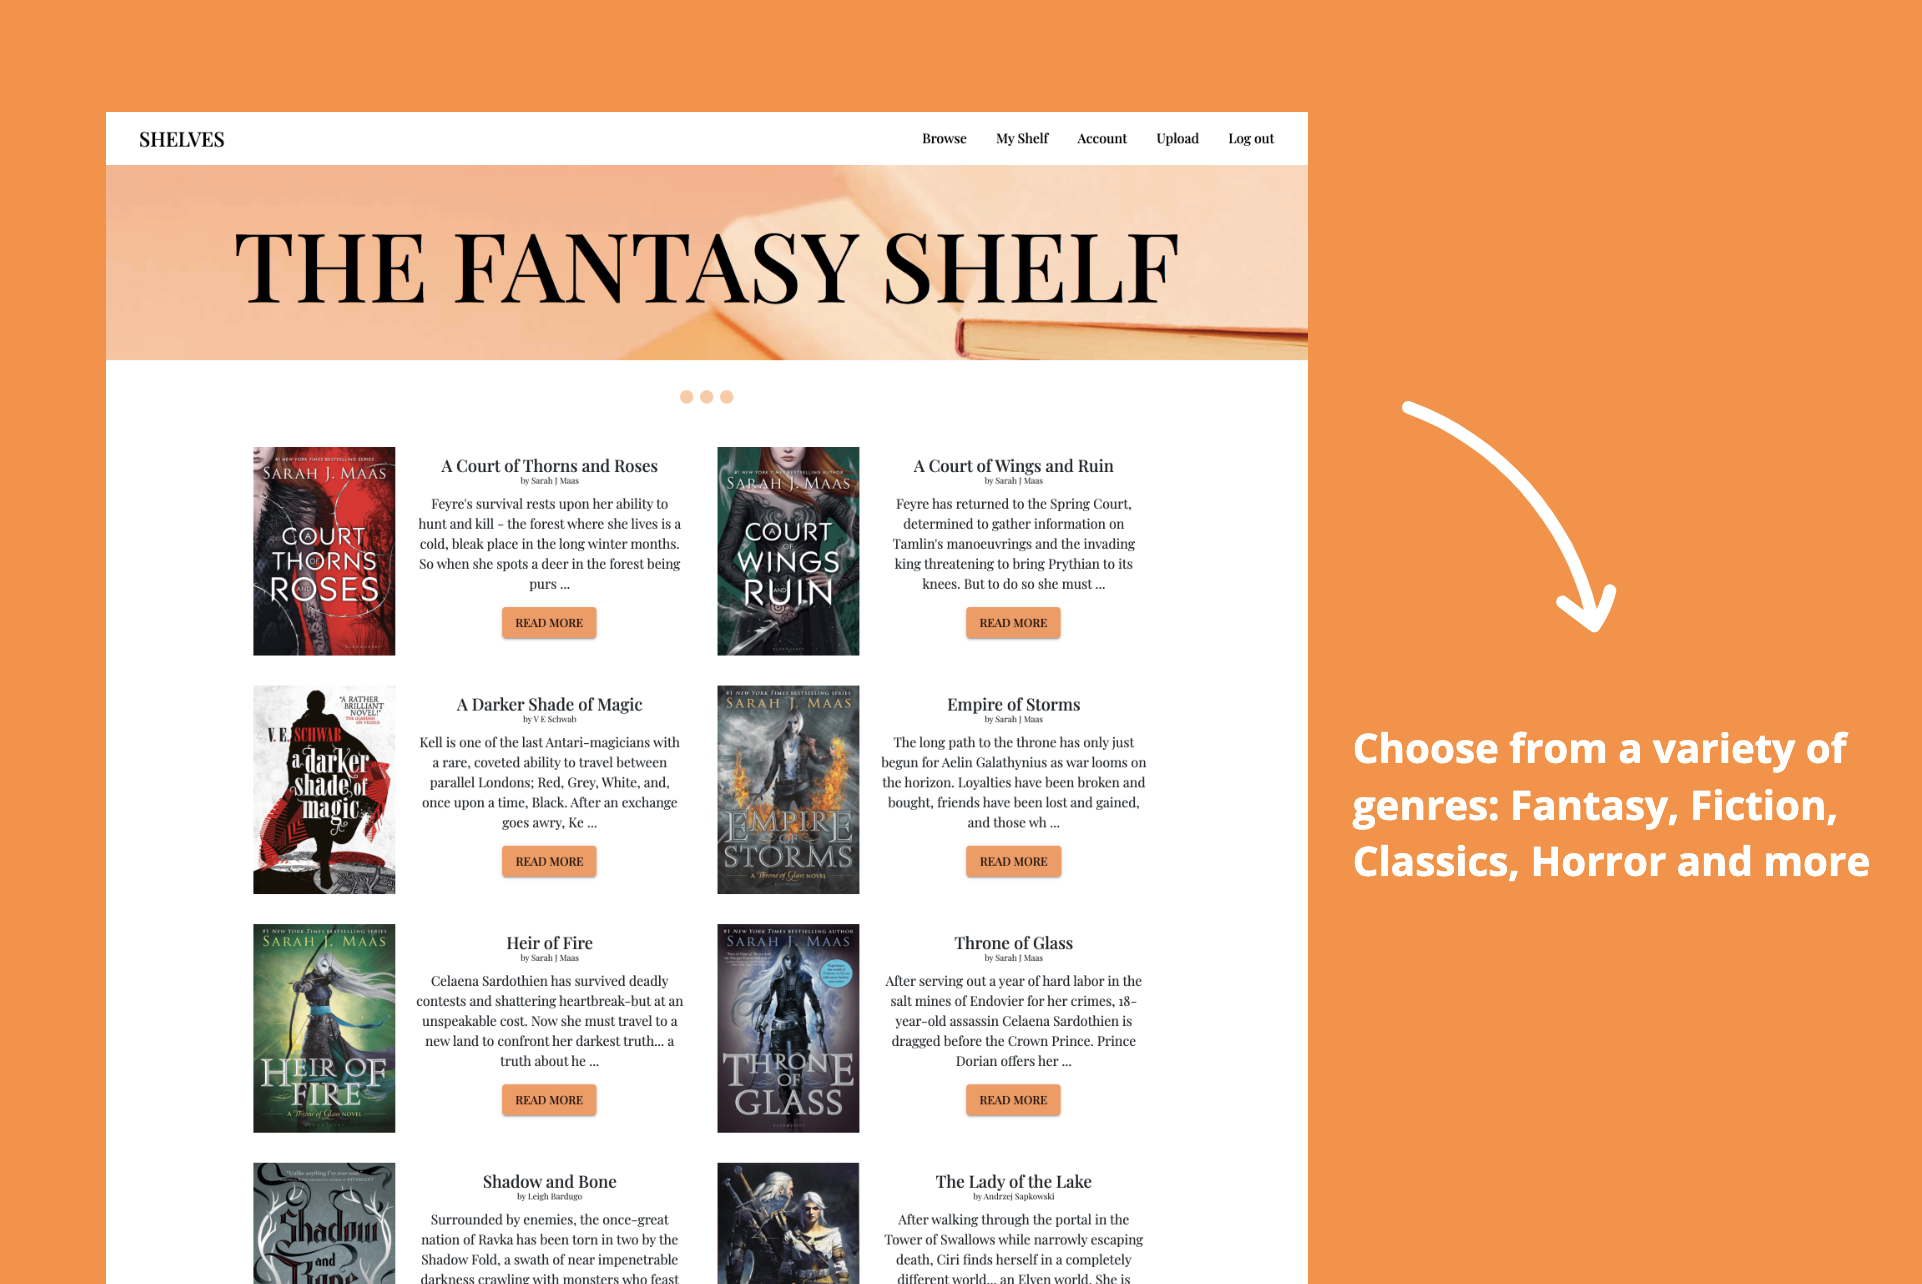 SHELVES
Browse
My Shelf
Account
Upload
Log out
THE FANTASY SHELF
#1 NEW YORK TIMES BESTSELLING SERIES
SARAH J. MAAS
A
COURT
OF
THORNS
AND
ROSES
BLOOMSBURY
A Court of Thorns and Roses
by Sarah J Maas
Feyre's survival rests upon her ability to
hunt and kill - the forest where she lives is a
cold, bleak place in the long winter months.
So when she spots a deer in the forest being
purs ...
READ MORE
#1 NEW YORK TIMES BESTSELLING AUTHOR
SARAH J. MAAS
A
COURT
OF
WINGS
AND
RUIN
BLOOMSBURY
A Court of Wings and Ruin
by Sarah J Maas
Feyre has returned to the Spring Court,
determined to gather information on
Tamlin's manoeuvrings and the invading
king threatening to bring Prythian to its
knees. But to do so she must ...
READ MORE
"A RATHER
BRILLIANT
NOVEL!"
V. E. SCHWAB
a darker
shade of
magic
A Darker Shade of Magic
by V E Schwab
Kell is one of the last Antari-magicians with
a rare, coveted ability to travel between
parallel Londons; Red, Grey, White, and,
once upon a time, Black. After an exchange
goes awry, Ke ...
READ MORE
#1 NEW YORK TIMES BESTSELLING SERIES
SARAH J. MAAS
EMPIRE
OF
STORMS
A Throne of Glass NOVEL
Empire of Storms
by Sarah J Maas
The long path to the throne has only just
begun for Aelin Galathynius as war looms on
the horizon. Loyalties have been broken and
bought, friends have been lost and gained,
and those wh ...
READ MORE
#1 NEW YORK TIMES BESTSELLING SERIES
SARAH J. MAAS
HEIR OF
FIRE
A Throne of Glass NOVEL
Heir of Fire
by Sarah J Maas
Celaena Sardothien has survived deadly
contests and shattering heartbreak-but at an
unspeakable cost. Now she must travel to a
new land to confront her darkest truth... a
truth about he ...
READ MORE
#1 NEW YORK TIMES BESTSELLING AUTHOR
SARAH J. MAAS
THRONE
OF
GLASS
BLOOMSBURY
Throne of Glass
by Sarah J Maas
After serving out a year of hard labor in the
salt mines of Endovier for her crimes, 18-
year-old assassin Celaena Sardothien is
dragged before the Crown Prince. Prince
Dorian offers her ...
READ MORE
"Unlike anything I've ever read."
Shadow
and
Bone
Shadow and Bone
by Leigh Bardugo
Surrounded by enemies, the once-great
nation of Ravka has been torn in two by the
Shadow Fold, a swath of near impenetrable
darkness crawling with monsters who feast
The Lady of the Lake
by Andrzej Sapkowski
After walking through the portal in the
Tower of Swallows while narrowly escaping
death, Ciri finds herself in a completely
different world... an Elven world. She is
Choose from a variety of
genres: Fantasy, Fiction,
Classics, Horror and more